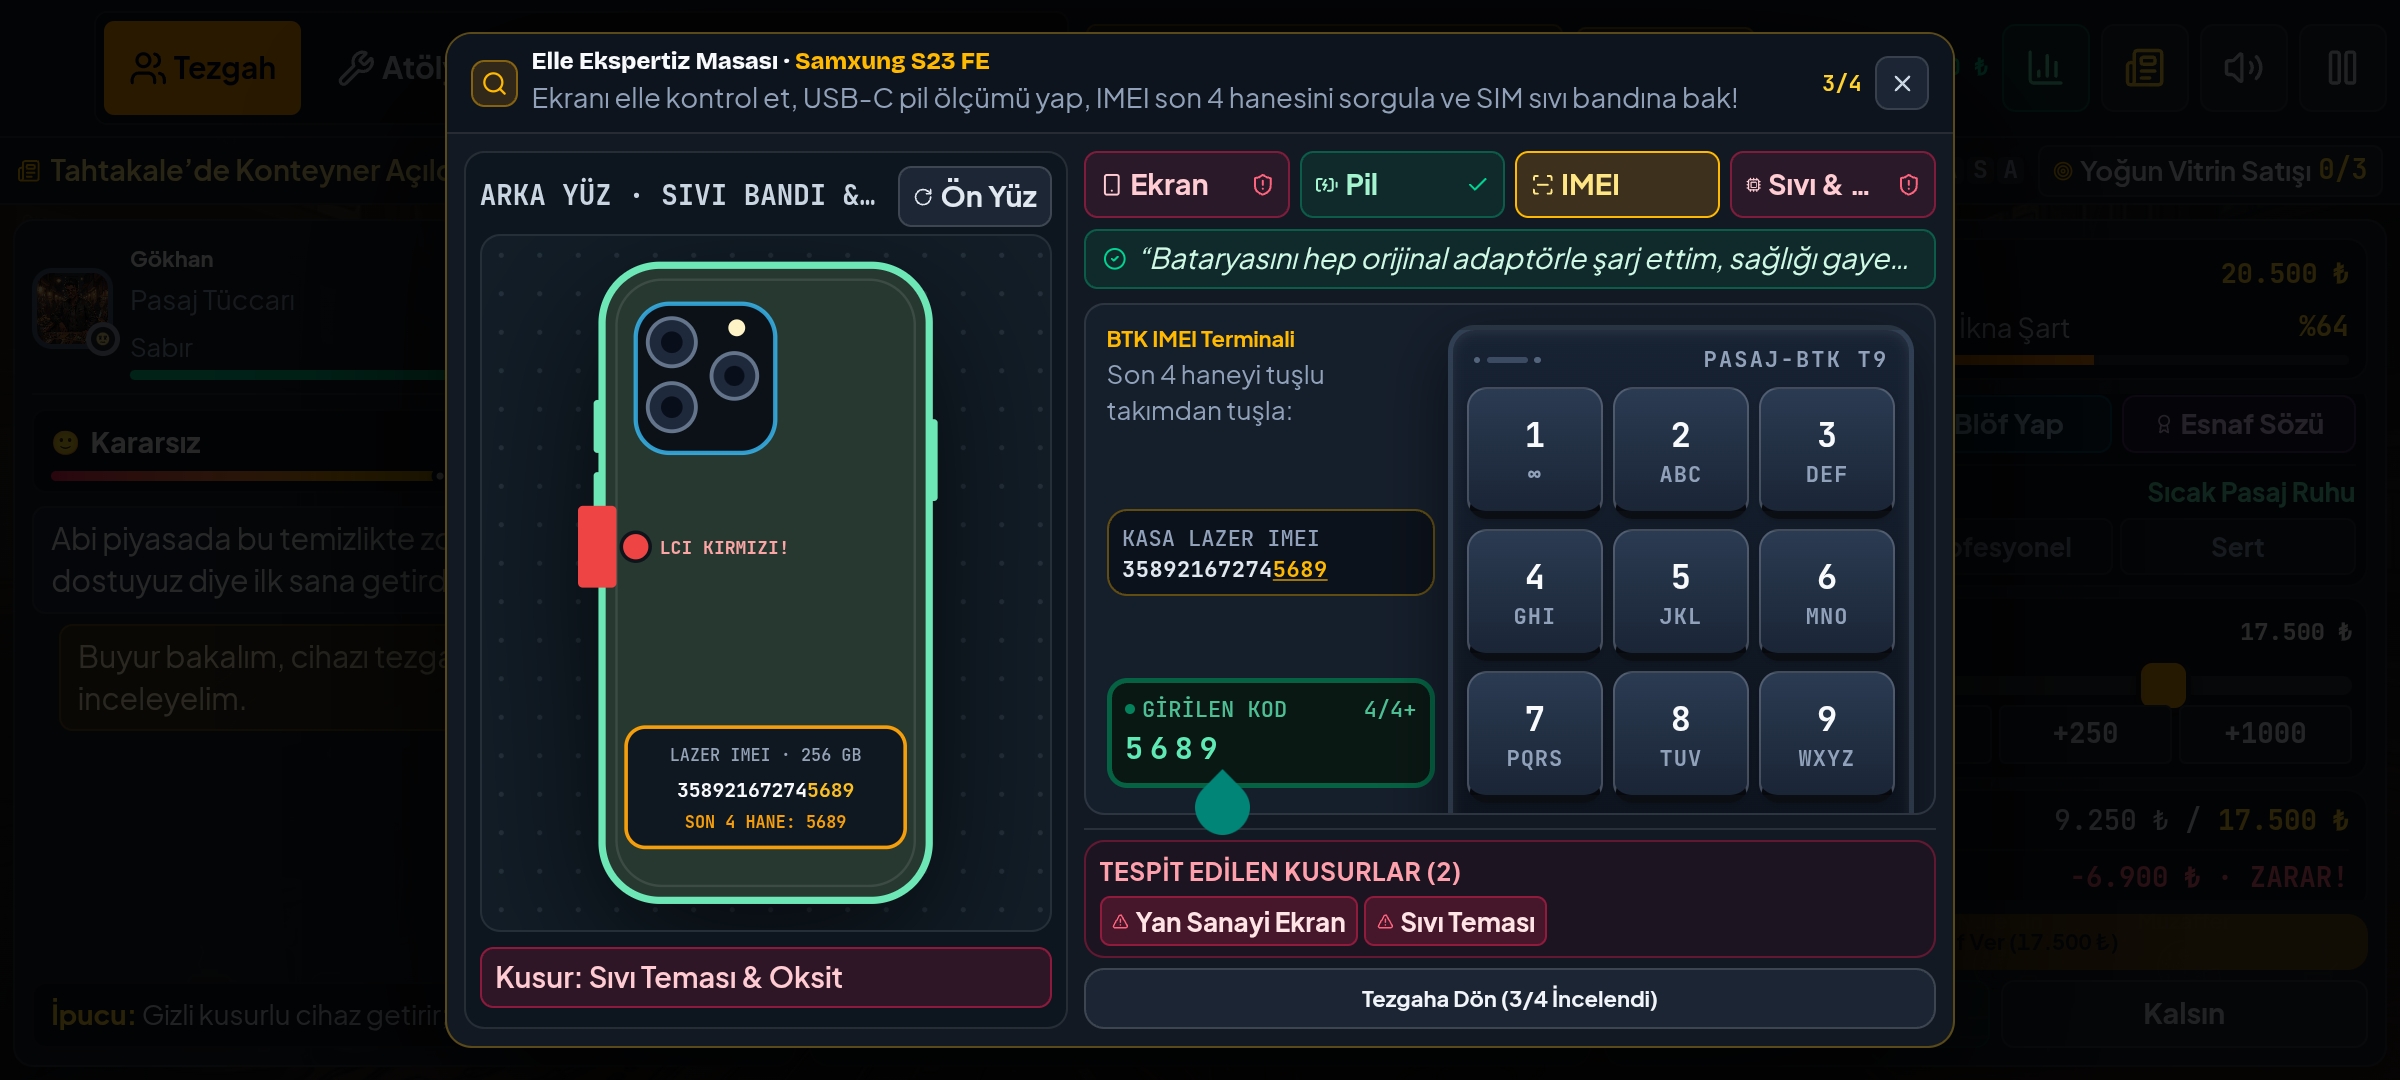 Tezgah
Atöly
Elle Ekspertiz Masası · Samxung S23 FE
Ekranı elle kontrol et, USB-C pil ölçümü yap, IMEI son 4 hanesini sorgula ve SIM sıvı bandına bak!
3/4
₺
Tahtakale’de Konteyner Açıld
S A
Yoğun Vitrin Satışı 0/3
ARKA YÜZ · SIVI BANDI &…
Ön Yüz
Ekran
Pil
IMEI
Sıvı & …
“Bataryasını hep orijinal adaptörle şarj ettim, sağlığı gaye…
Gökhan
Pasaj Tüccarı
Sabır
Kararsız
Abi piyasada bu temizlikte zo
dostuyuz diye ilk sana getird
Buyur bakalım, cihazı tezga
inceleyelim.
İpucu: Gizli kusurlu cihaz getirir
LCI KIRMIZI!
LAZER IMEI · 256 GB
358921672745689
SON 4 HANE: 5689
Kusur: Sıvı Teması & Oksit
BTK IMEI Terminali
Son 4 haneyi tuşlu
takımdan tuşla:
KASA LAZER IMEI
358921672745689
GİRİLEN KOD 4/4+
5689
PASAJ-BTK T9
1 2 3
∞ ABC DEF
4 5 6
GHI JKL MNO
7 8 9
PQRS TUV WXYZ
TESPİT EDİLEN KUSURLAR (2)
Yan Sanayi Ekran
Sıvı Teması
Tezgaha Dön (3/4 İncelendi)
20.500 ₺
İkna Şart %64
Blöf Yap
Esnaf Sözü
Sıcak Pasaj Ruhu
ofesyonel
Sert
17.500 ₺
+250
+1000
9.250 ₺ / 17.500 ₺
-6.900 ₺ · ZARAR!
f Ver (17.500 ₺)
Kalsın